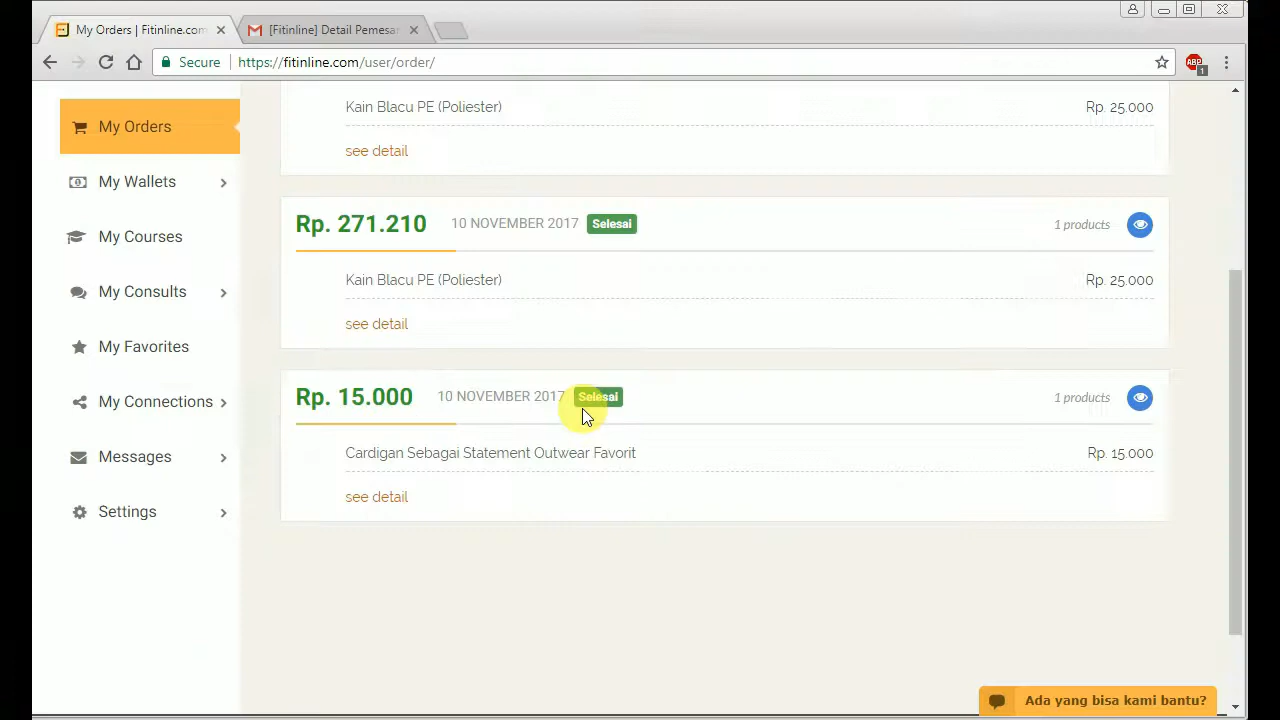 My Orders | Fitinline.com
[Fitinline] Detail Pemesa
Secure
https://fitinline.com/user/order/
ABP
1
My Orders
My Wallets
My Courses
My Consults
My Favorites
My Connections
Messages
Settings
Kain Blacu PE (Poliester) Rp. 25.000
see detail
Rp. 271.210 10 NOVEMBER 2017 Selesai 1 products
Kain Blacu PE (Poliester) Rp. 25.000
see detail
Rp. 15.000 10 NOVEMBER 2017 Selesai 1 products
Cardigan Sebagai Statement Outwear Favorit Rp. 15.000
see detail
Ada yang bisa kami bantu?